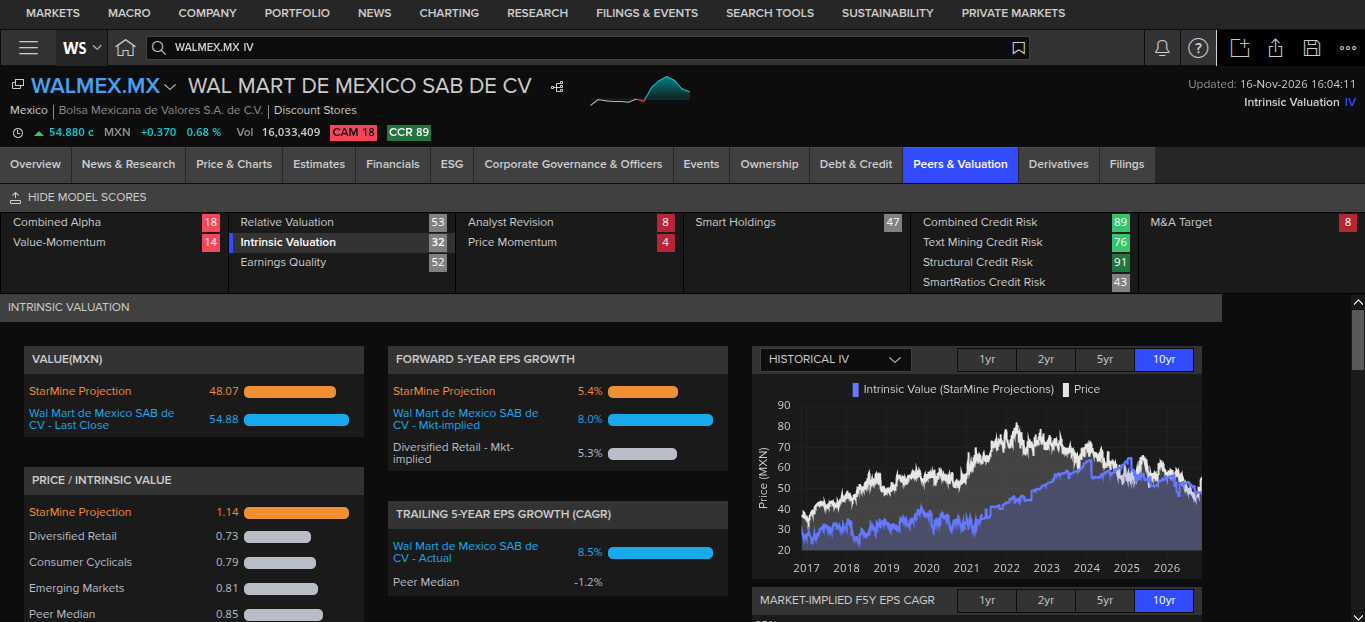 MARKETS MACRO COMPANY PORTFOLIO NEWS CHARTING RESEARCH FILINGS & EVENTS SEARCH TOOLS SUSTAINABILITY PRIVATE MARKETS
WS WALMEX.MX IV ?
WALMEX.MX WAL MART DE MEXICO SAB DE CV
Updated: 16-Nov-2026 16:04:11
Mexico | Bolsa Mexicana de Valores S.A. de C.V. | Discount Stores
Intrinsic Valuation IV
54.880 c MXN +0.370 0.68 % Vol 16,033,409 CAM 18 CCR 89
Overview News & Research Price & Charts Estimates Financials ESG Corporate Governance & Officers Events Ownership Debt & Credit Peers & Valuation Derivatives Filings
HIDE MODEL SCORES
Combined Alpha 18
Value-Momentum 14
Relative Valuation 53
Intrinsic Valuation 32
Earnings Quality 52
Analyst Revision 8
Price Momentum 4
Smart Holdings 47
Combined Credit Risk 89
Text Mining Credit Risk 76
Structural Credit Risk 91
SmartRatios Credit Risk 43
M&A Target 8
INTRINSIC VALUATION
VALUE(MXN)
StarMine Projection 48.07
Wal Mart de Mexico SAB de
CV - Last Close 54.88
PRICE / INTRINSIC VALUE
StarMine Projection 1.14
Diversified Retail 0.73
Consumer Cyclicals 0.79
Emerging Markets 0.81
Peer Median 0.85
FORWARD 5-YEAR EPS GROWTH
StarMine Projection 5.4%
Wal Mart de Mexico SAB de
CV - Mkt-implied 8.0%
Diversified Retail - Mkt-
implied 5.3%
TRAILING 5-YEAR EPS GROWTH (CAGR)
Wal Mart de Mexico SAB de
CV - Actual 8.5%
Peer Median -1.2%
HISTORICAL IV 1yr 2yr 5yr 10yr
Intrinsic Value (StarMine Projections) Price
Price (MXN)
90
80
70
60
50
40
30
20
2017 2018 2019 2020 2021 2022 2023 2024 2025 2026
MARKET-IMPLIED F5Y EPS CAGR 1yr 2yr 5yr 10yr